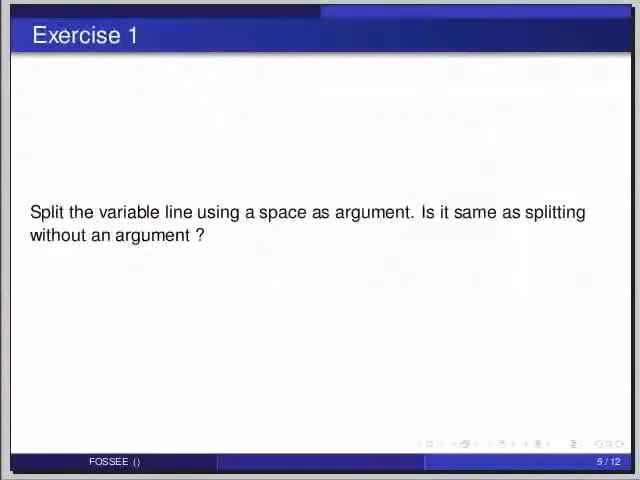 Exercise 1
Split the variable line using a space as argument. Is it same as splitting
without an argument ?
FOSSEE ()
5 / 12